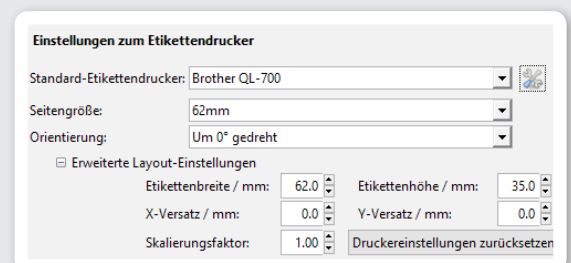 Einstellungen zum Etikettendrucker
Standard-Etikettendrucker: Brother QL-700
Seitengröße: 62mm
Orientierung: Um 0° gedreht
Erweiterte Layout-Einstellungen
Etikettenbreite / mm: 62.0 Etikettenhöhe / mm: 35.0
X-Versatz / mm: 0.0 Y-Versatz / mm: 0.0
Skalierungsfaktor: 1.00 Druckereinstellungen zurücksetzen